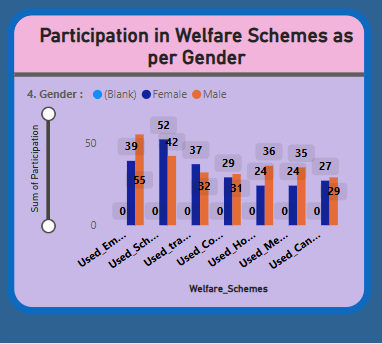 Participation in Welfare Schemes as
per Gender
4. Gender : (Blank) Female Male
Sum of Participation
50
0
0 39 55
0 52 42
0 37 32
0 29 31
0 24 36
0 24 35
0 27 29
Used_Em...
Used_Sch...
Used_tra...
Used_Co...
Used_Ho...
Used_Me...
Used_Can...
Welfare_Schemes